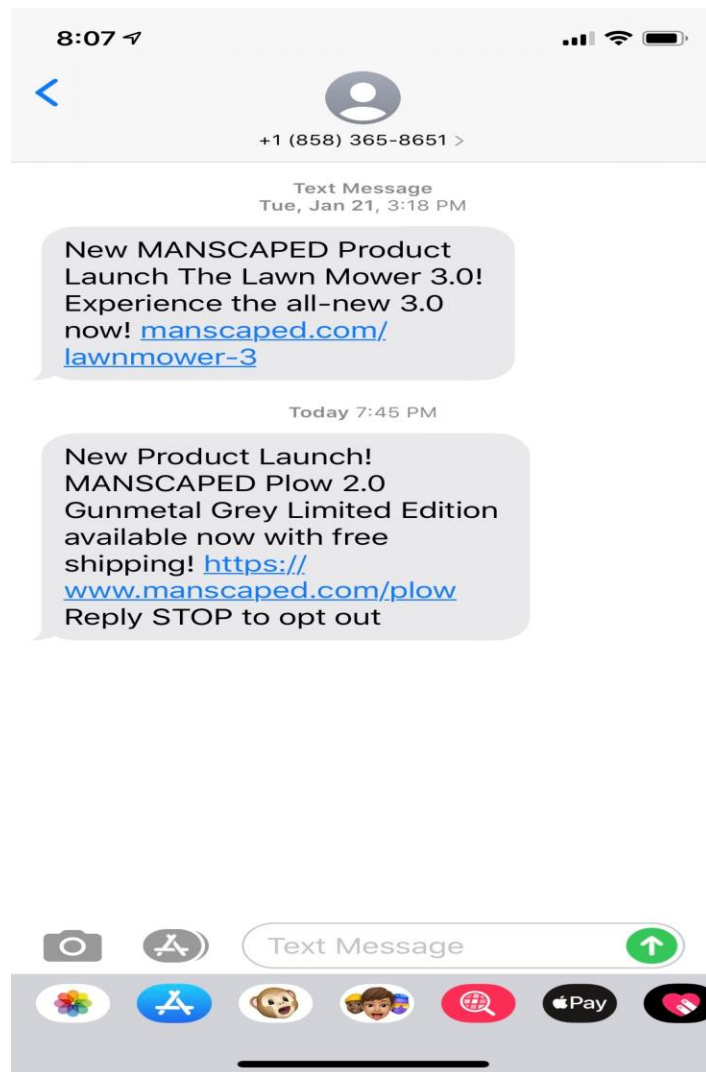 8:07
+1 (858) 365-8651 >
Text Message
Tue, Jan 21, 3:18 PM
New MANSCAPED Product
Launch The Lawn Mower 3.0!
Experience the all-new 3.0
now! manscaped.com/
lawnmower-3
Today 7:45 PM
New Product Launch!
MANSCAPED Plow 2.0
Gunmetal Grey Limited Edition
available now with free
shipping! https://
www.manscaped.com/plow
Reply STOP to opt out
Text Message
Pay